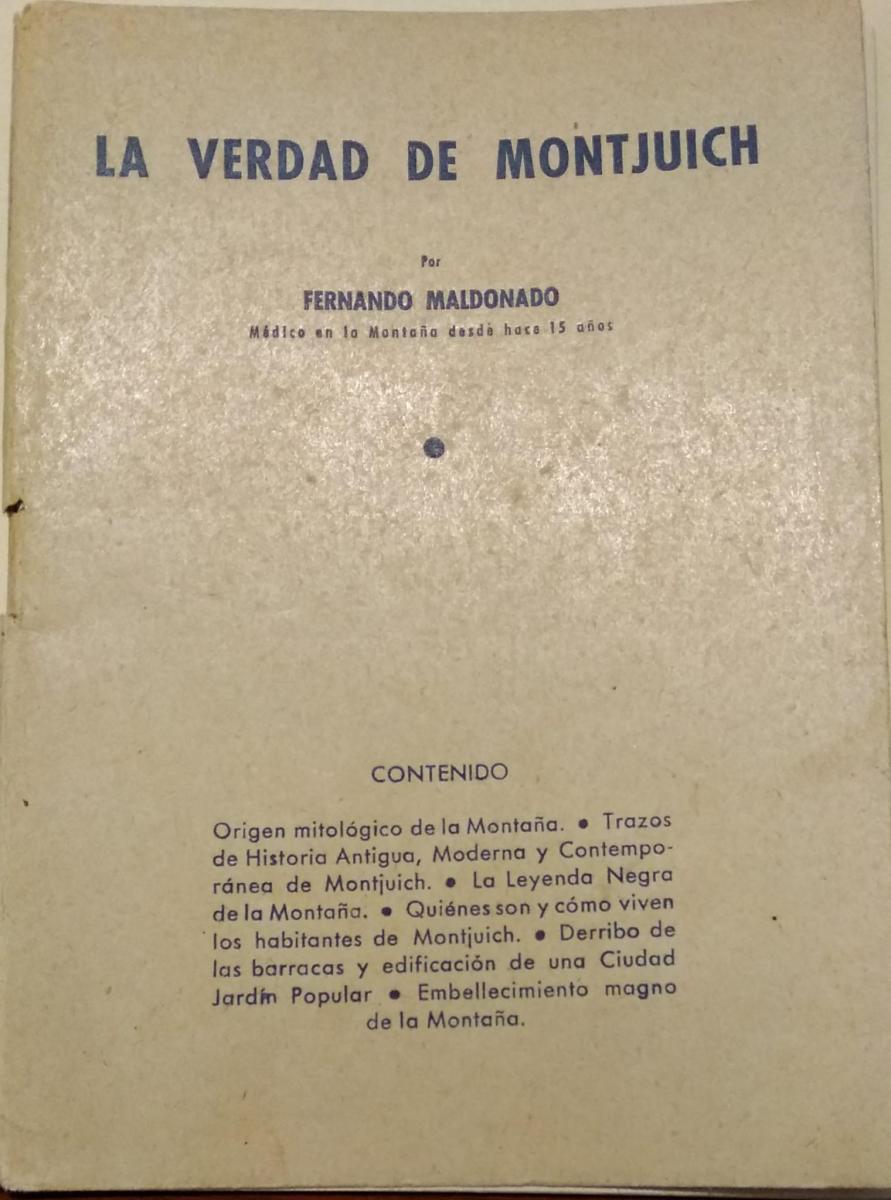 LA VERDAD DE MONTJUICH
Por
FERNANDO MALDONADO
Médico en la Montaña desde hace 15 años
●
CONTENIDO
Origen mitológico de la Montaña. ● Trazos
de Historia Antigua, Moderna y Contempo-
ránea de Montjuich. ● La Leyenda Negra
de la Montaña. ● Quiénes son y cómo viven
los habitantes de Montjuich. ● Derribo de
las barracas y edificación de una Ciudad
Jardín Popular ● Embellecimiento magno
de la Montaña.